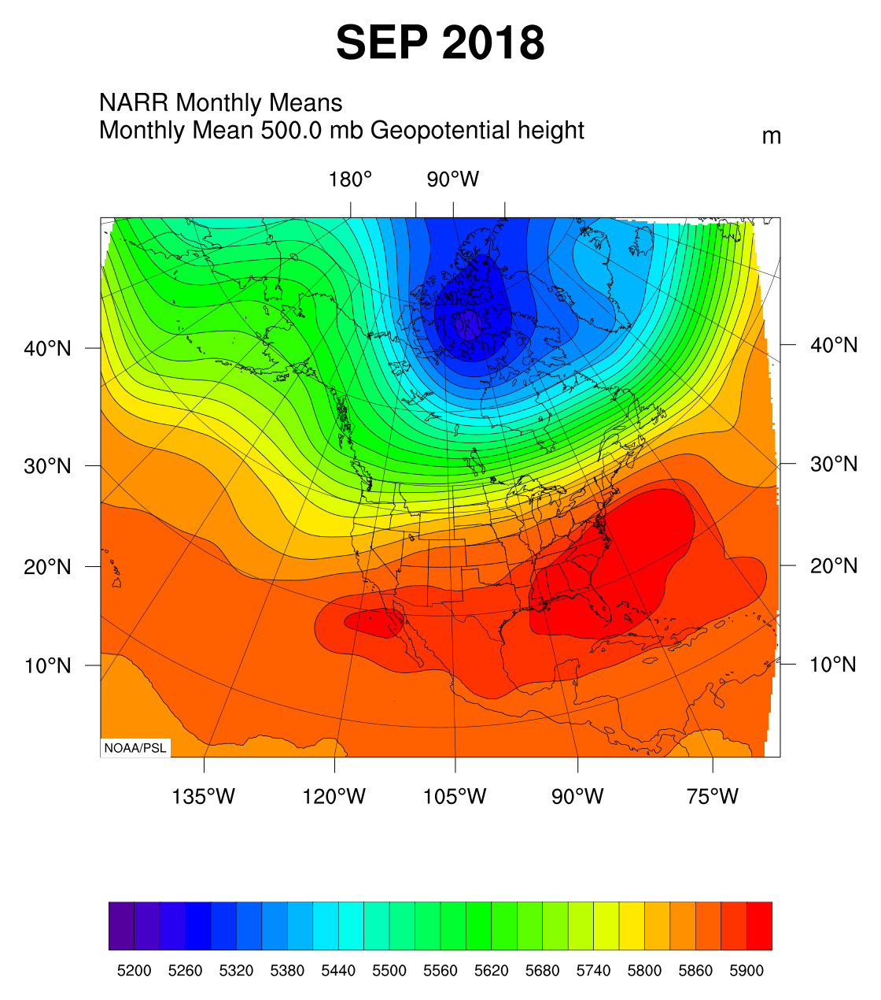 SEP 2018
NARR Monthly Means
Monthly Mean 500.0 mb Geopotential height
m
180° 90°W
40°N 40°N
30°N 30°N
20°N 20°N
10°N 10°N
NOAA/PSL
135°W 120°W 105°W 90°W 75°W
5200 5260 5320 5380 5440 5500 5560 5620 5680 5740 5800 5860 5900